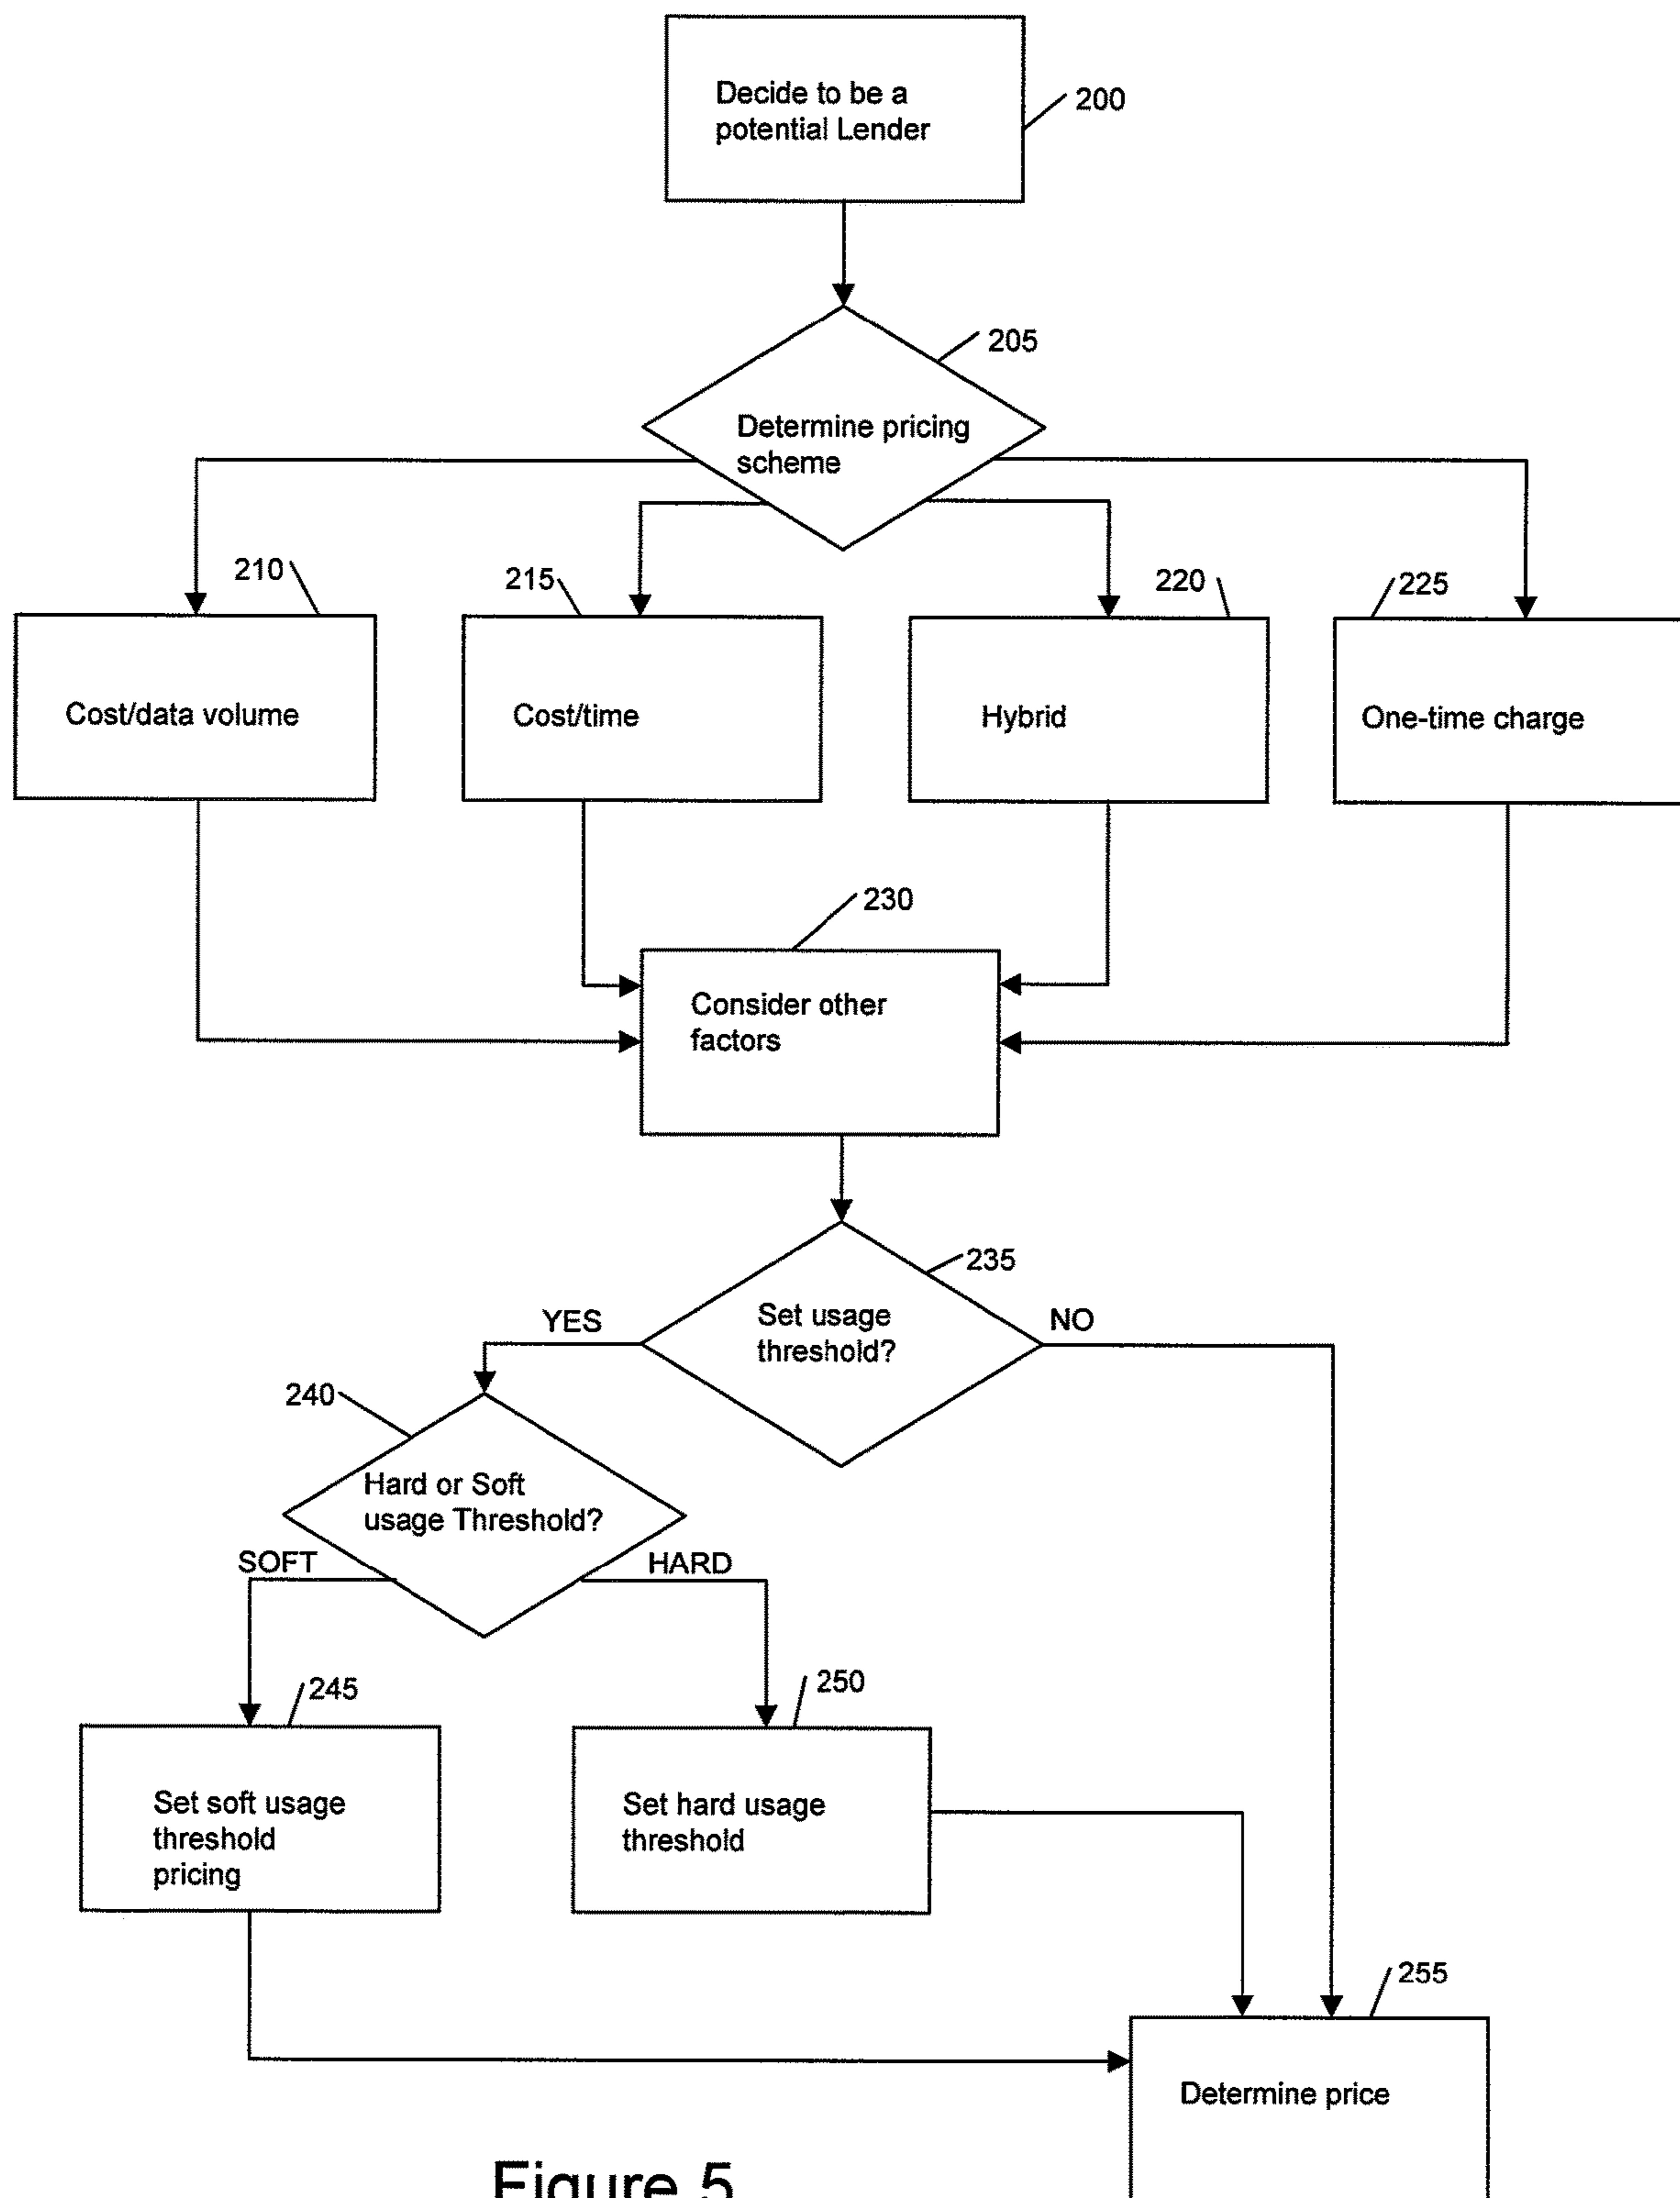 Decide to be a
potential Lender
200
205
Determine pricing
scheme
210
215
220
225
Cost/data volume
Cost/time
Hybrid
One-time charge
230
Consider other
factors
235
Set usage
threshold?
YES
NO
240
Hard or Soft
usage Threshold?
SOFT
HARD
245
250
Set soft usage
threshold
pricing
Set hard usage
threshold
255
Determine price
Figure 5